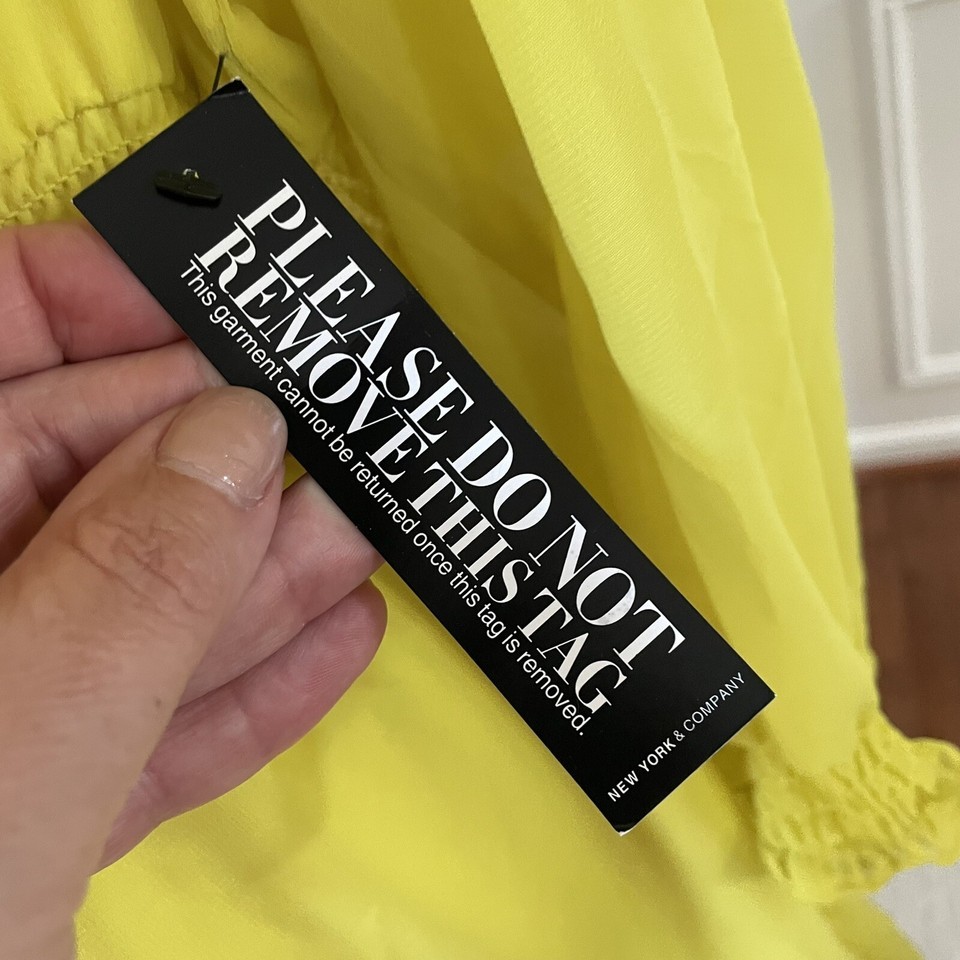 PLEASE DO NOT
REMOVE THIS TAG
This garment cannot be returned once this tag is removed.
NEW YORK & COMPANY